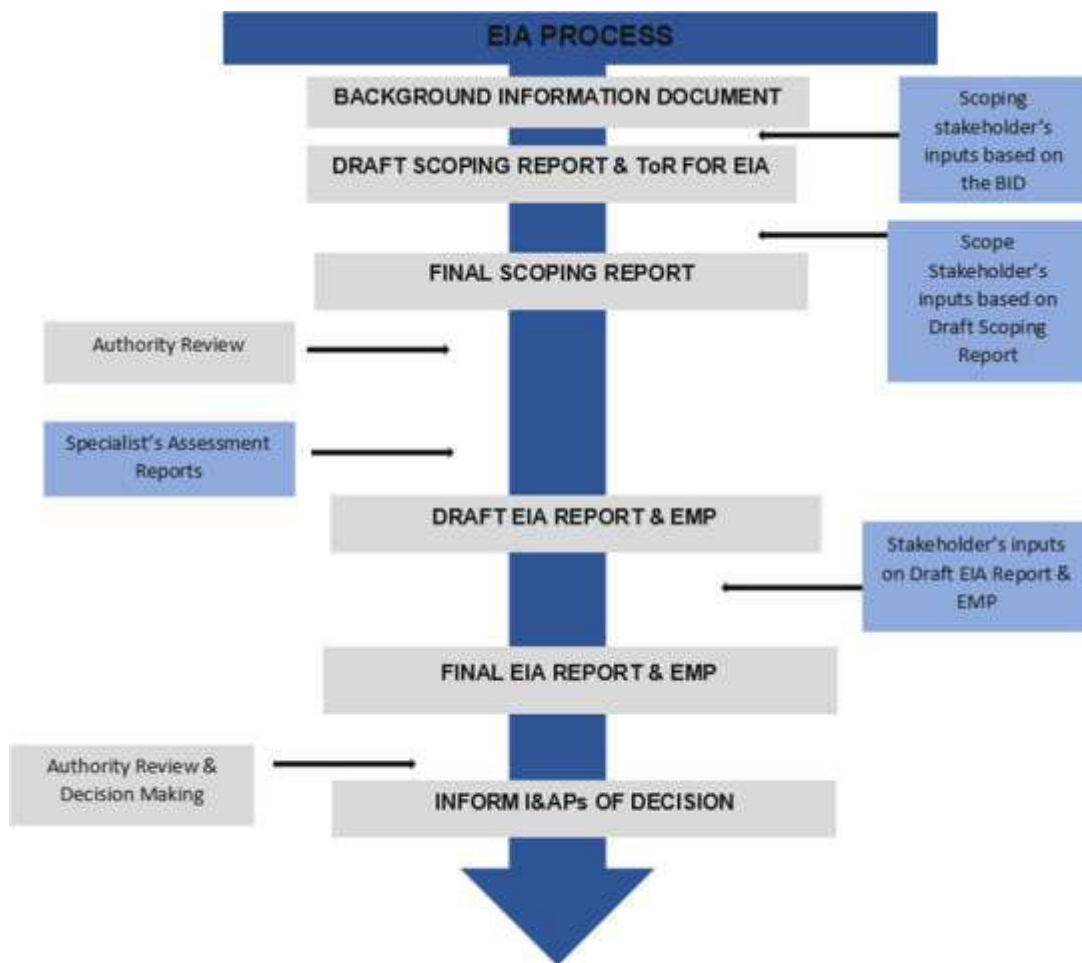 EIA PROCESS
BACKGROUND INFORMATION DOCUMENT
Scoping
stakeholder's
inputs based on
the BID
DRAFT SCOPING REPORT & ToR FOR EIA
Scope
Stakeholder's
inputs based on
Draft Scoping
Report
FINAL SCOPING REPORT
Authority Review
Specialist's Assessment
Reports
DRAFT EIA REPORT & EMP
Stakeholder's inputs
on Draft EIA Report &
EMP
FINAL EIA REPORT & EMP
Authority Review &
Decision Making
INFORM I&APs OF DECISION